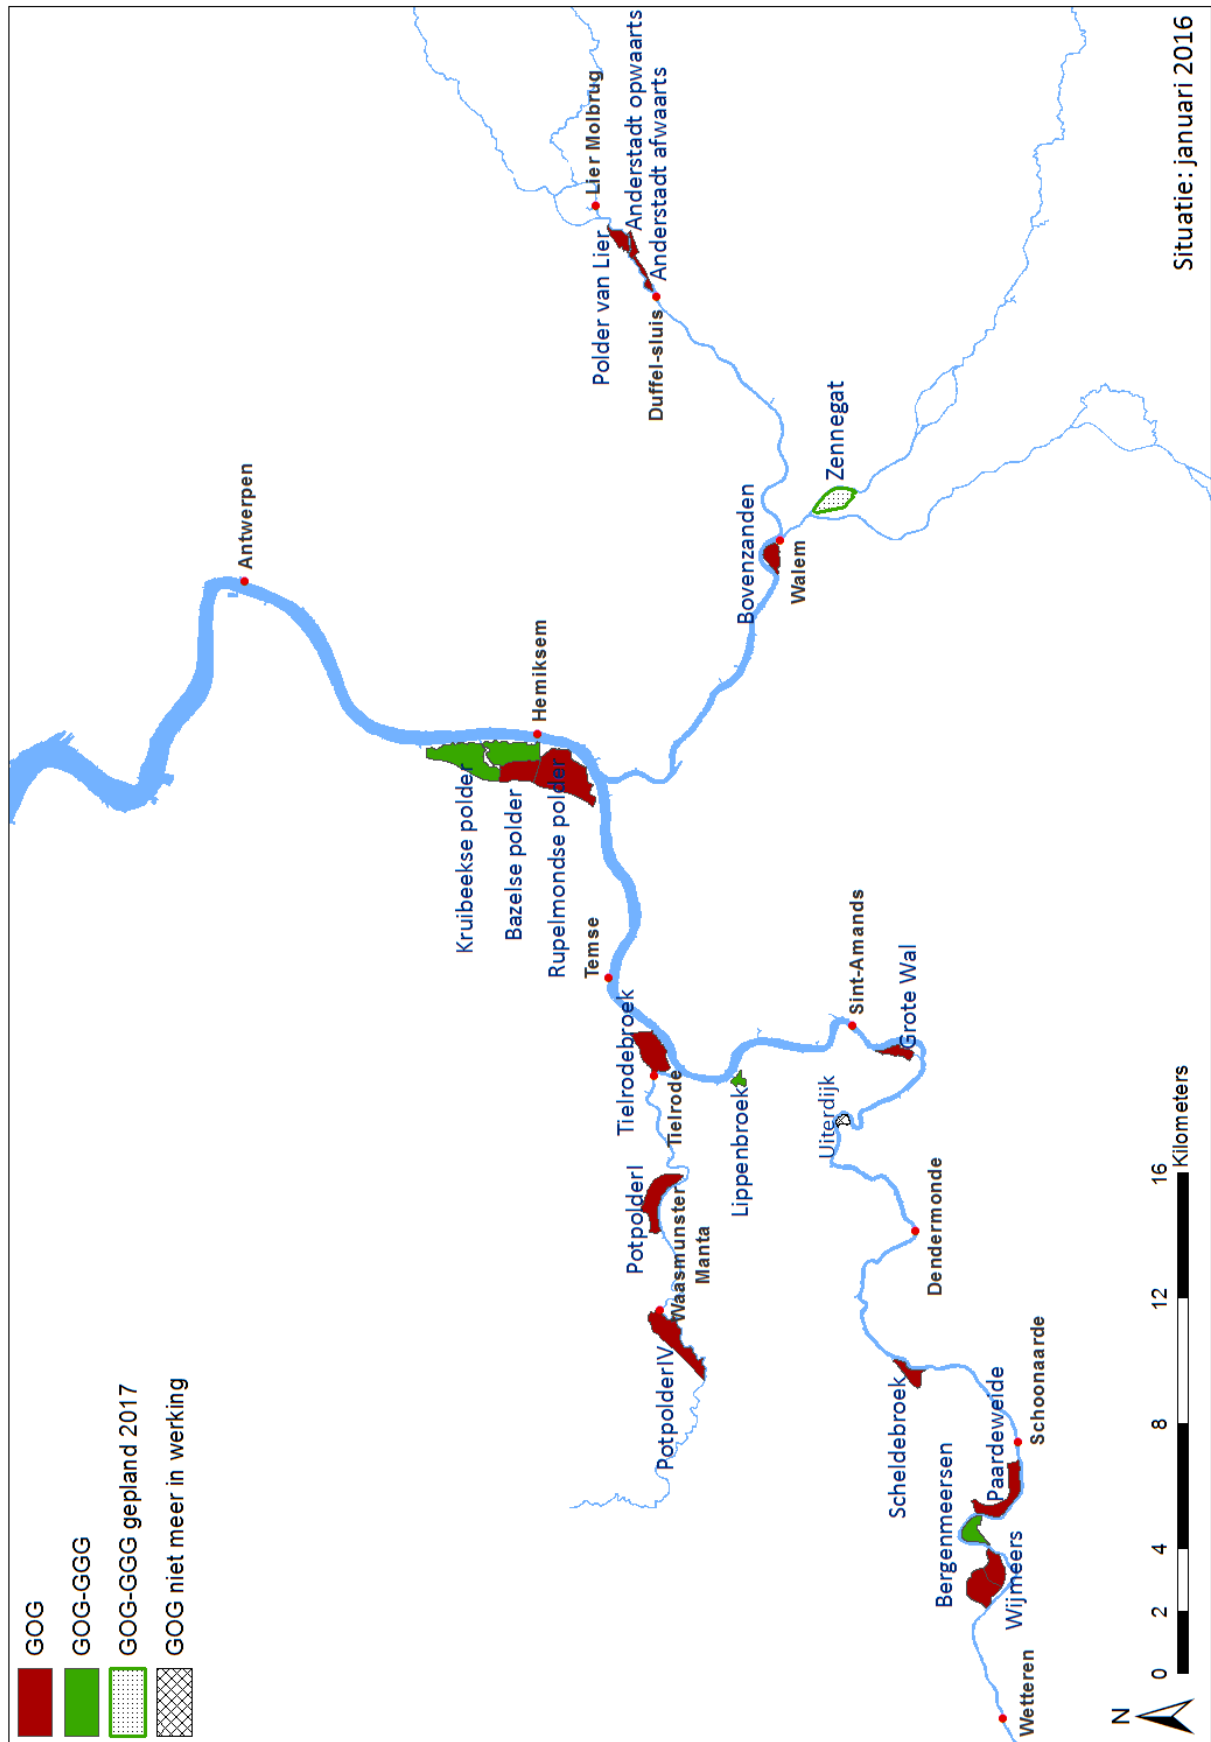 GOG
GOG-GGG
GOG-GGG gepland 2017
GOG niet meer in werking
Antwerpen
Lier Molbrug
Anderstadt opwaarts
Anderstadt afwaarts
Polder van Lier
Duffel-sluis
Hemiksem
Kruibeekse polder
Bazelse polder
Rupelmondse polder
Temse
Bovenzanden
Walem
Zennegat
Tielrodebroek
Tielrode
PotpolderI
Waasmunster
Manta
PotpolderIV
Lippenbroek
Sint-Amands
Grote Wal
Uiterdijk
Dendermonde
Scheldebroek
Schoonaarde
Paardeweide
Bergenmeersen
Wijmeers
Wetteren
N
0 2 4 8 12 16
Kilometers
Situatie: januari 2016